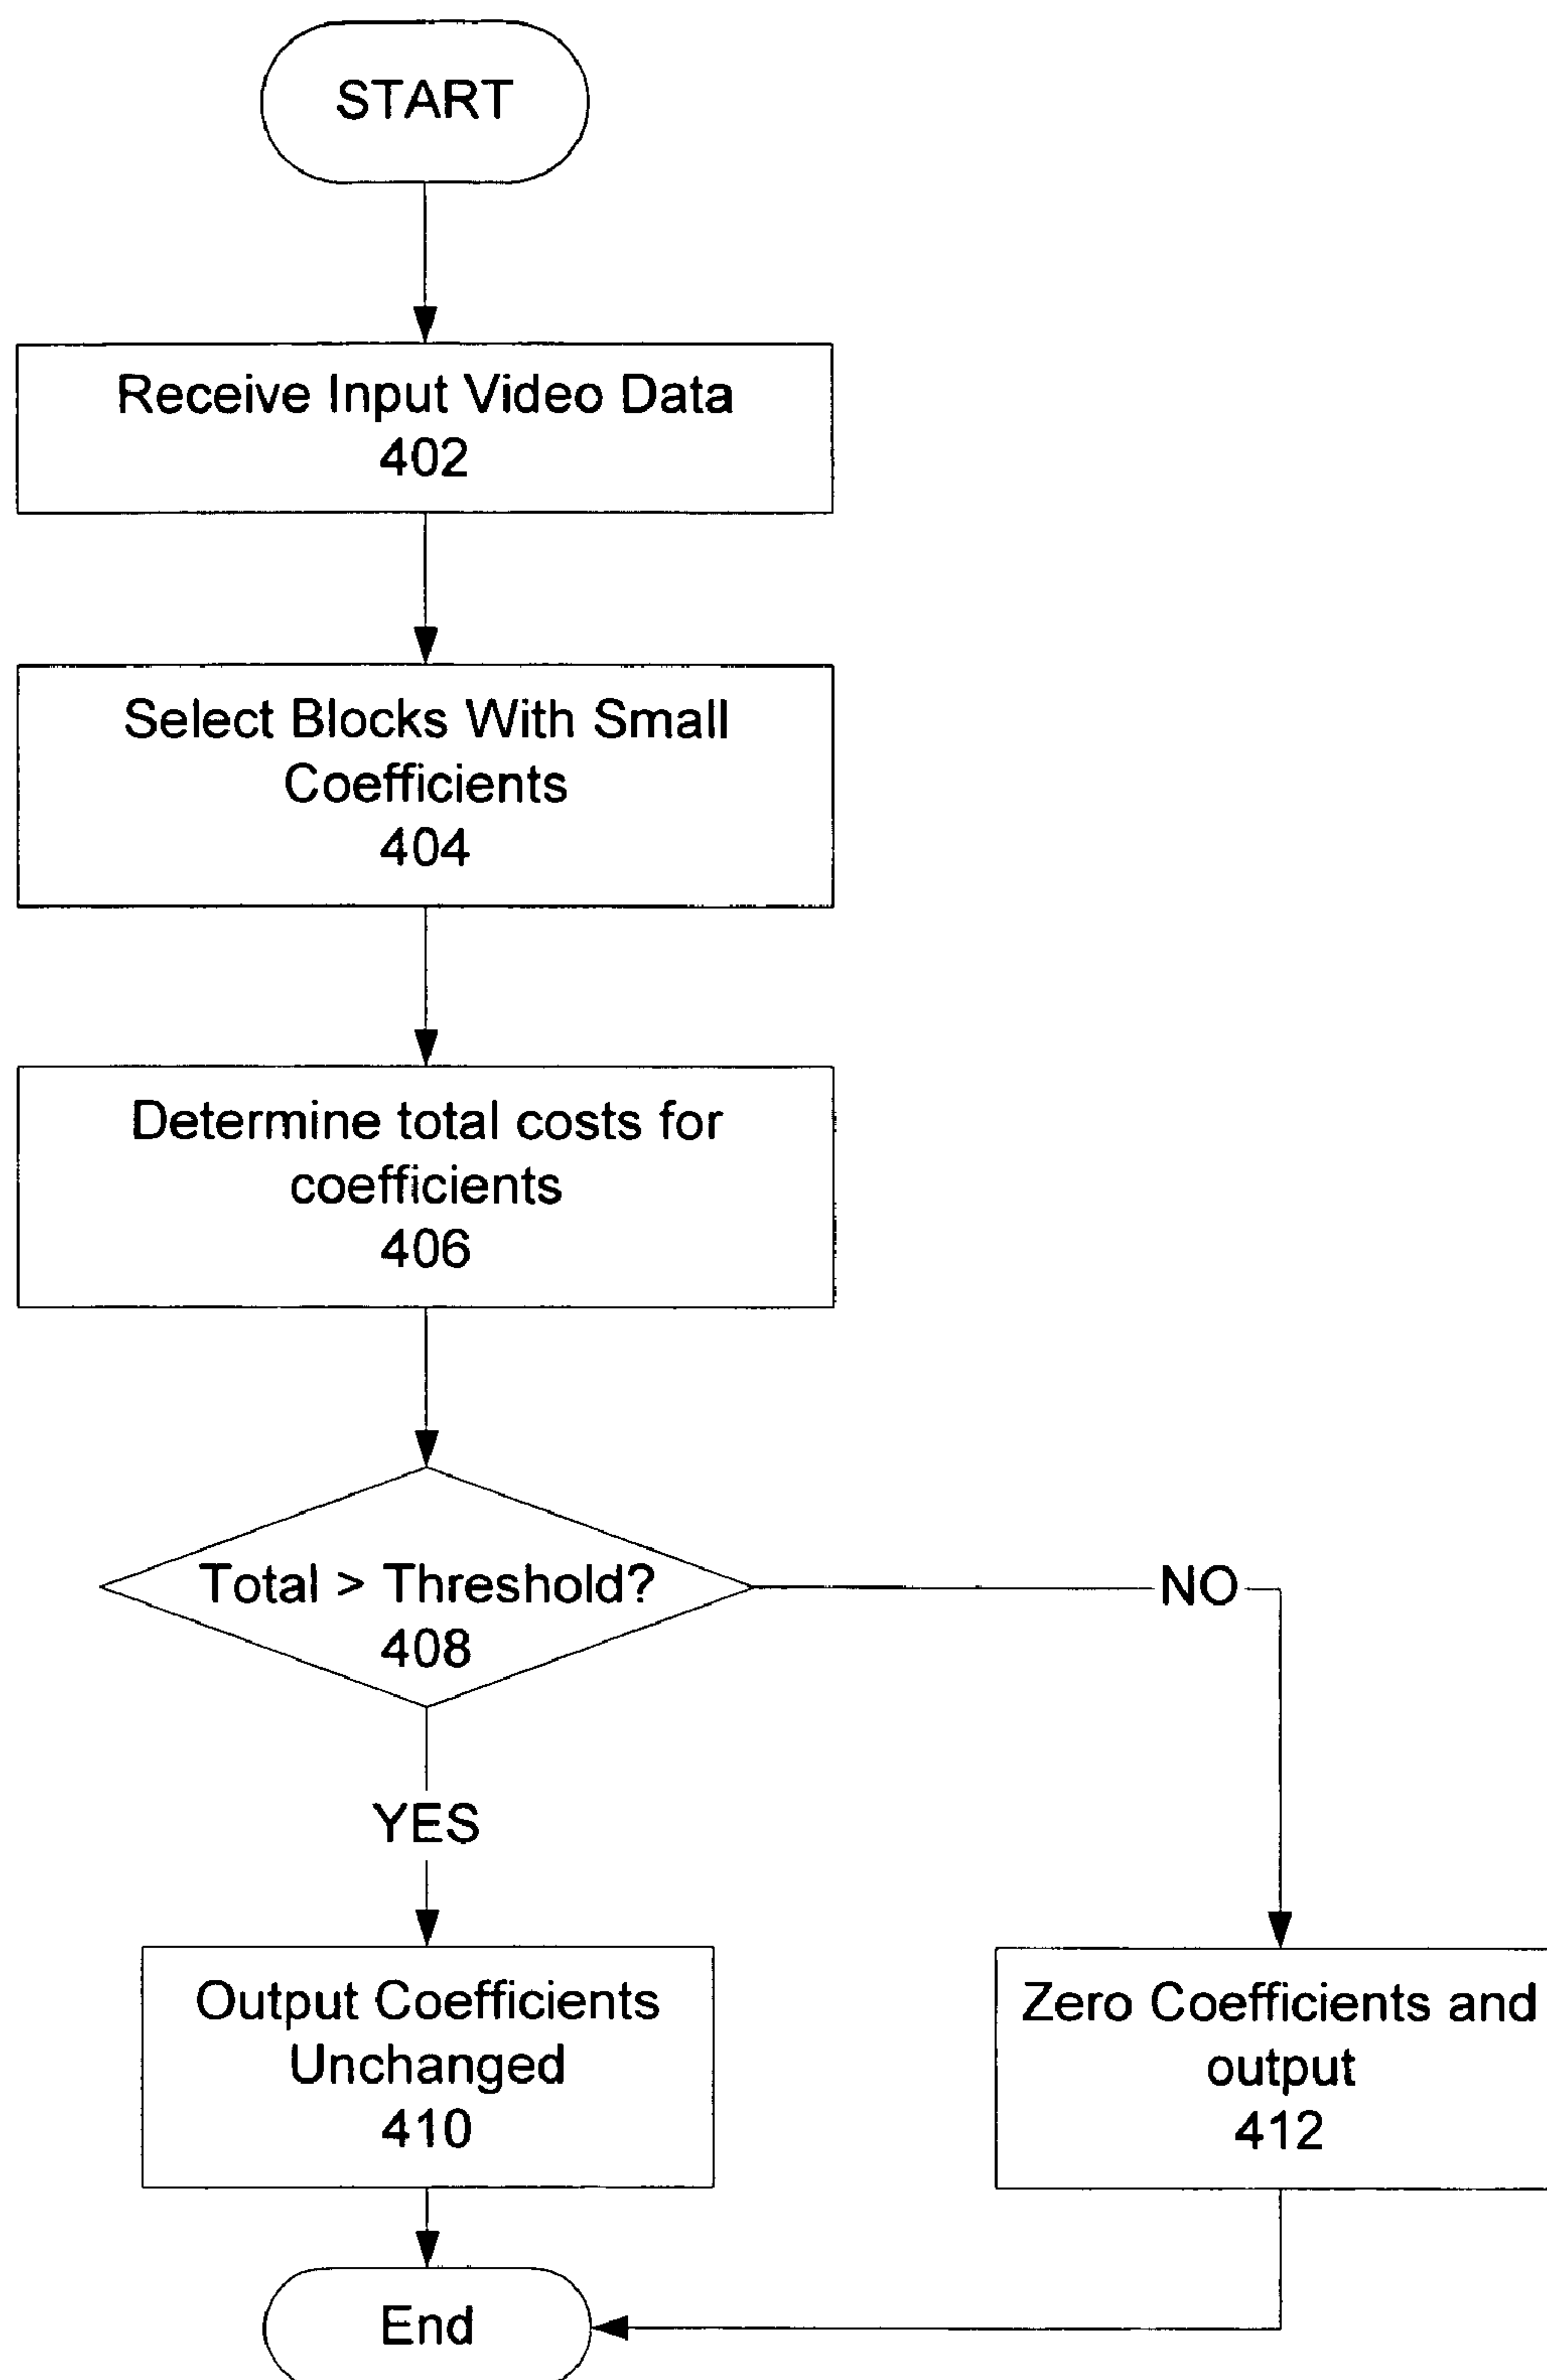 START
Receive Input Video Data
402
Select Blocks With Small
Coefficients
404
Determine total costs for
coefficients
406
Total > Threshold?
408
NO
YES
Output Coefficients
Unchanged
410
Zero Coefficients and
output
412
End